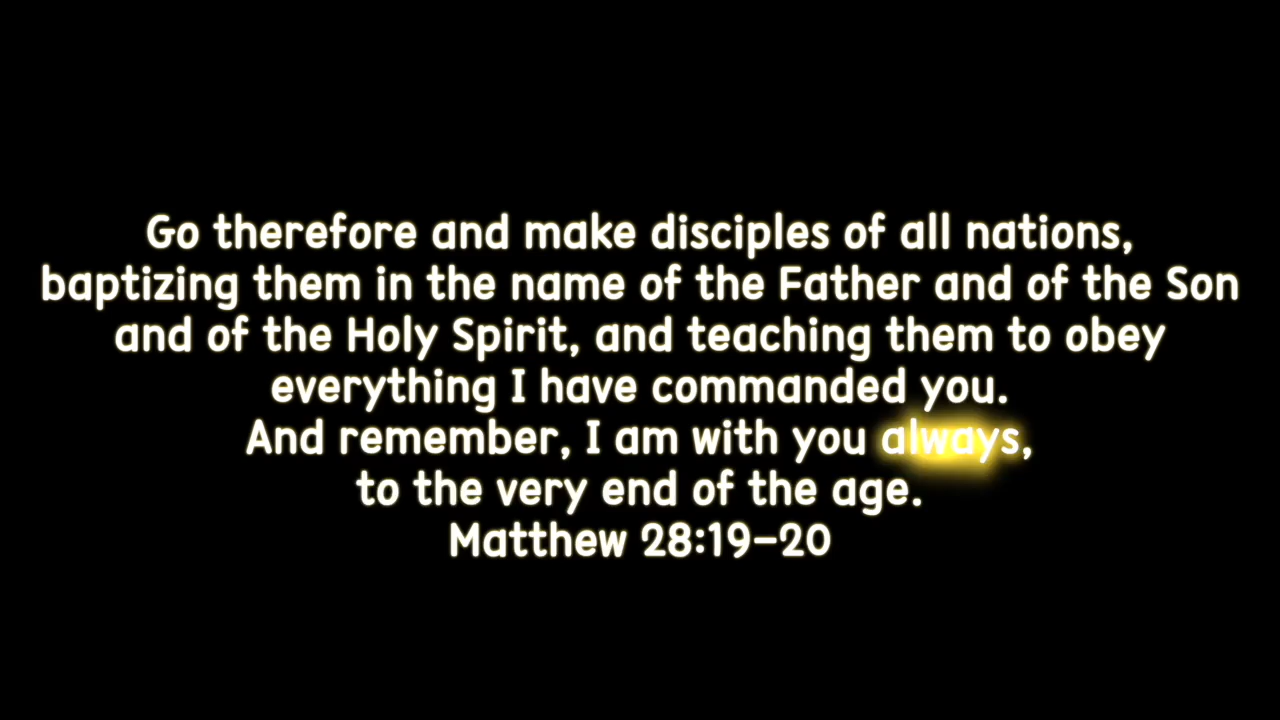 Go therefore and make disciples of all nations,
baptizing them in the name of the Father and of the Son
and of the Holy Spirit, and teaching them to obey
everything I have commanded you.
And remember, I am with you always,
to the very end of the age.
Matthew 28:19–20